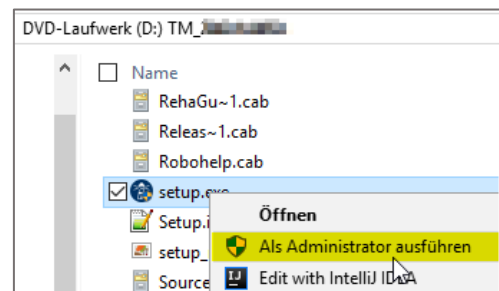 DVD-Laufwerk (D:) TM_
Name
RehaGu~1.cab
Releas~1.cab
Robohelp.cab
setup.exe
Öffnen
Setup.i
Als Administrator ausführen
setup_
Edit with IntelliJ IDEA
Source